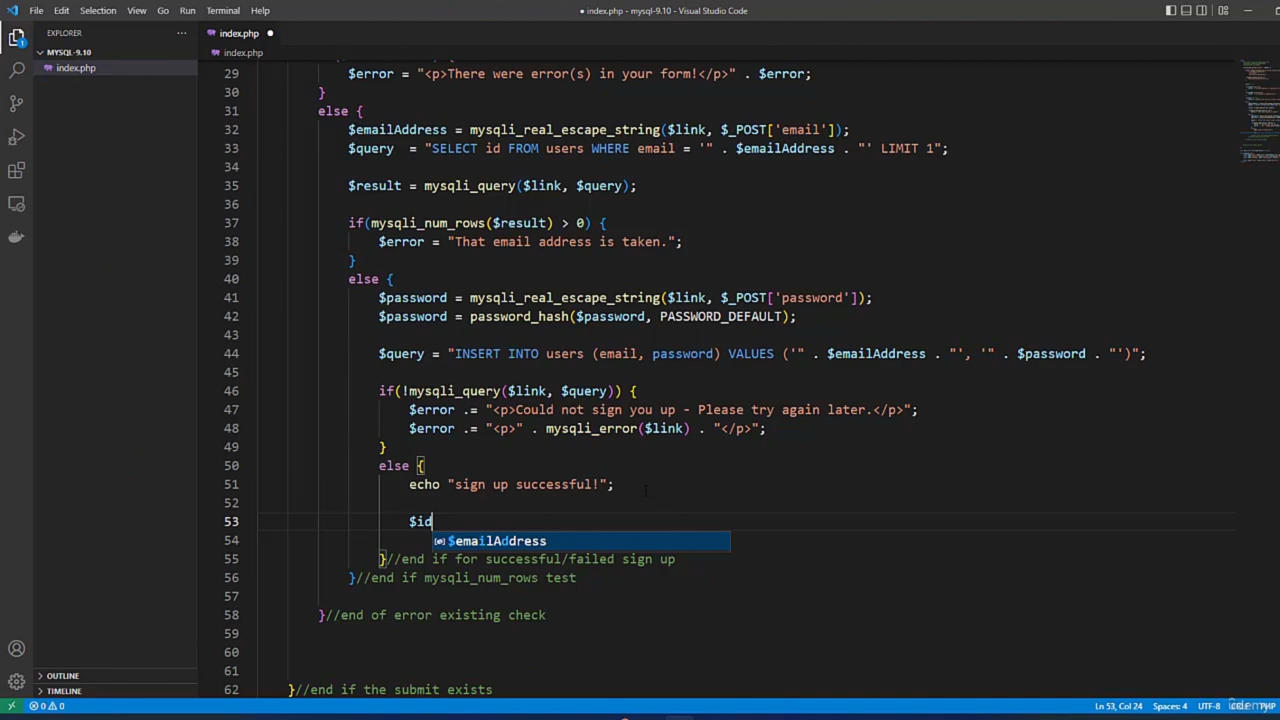 File Edit Selection View Go Run Terminal Help
● index.php - mysql-9.10 - Visual Studio Code
EXPLORER
MYSQL-9.10
index.php
1
index.php
index.php
29 $error = "<p>There were error(s) in your form!</p>" . $error;
30 }
31 else {
32 $emailAddress = mysqli_real_escape_string($link, $_POST['email']);
33 $query  = "SELECT id FROM users WHERE email = '" . $emailAddress . "' LIMIT 1";
34
35 $result = mysqli_query($link, $query);
36
37 if(mysqli_num_rows($result) > 0) {
38 $error = "That email address is taken.";
39 }
40 else {
41 $password = mysqli_real_escape_string($link, $_POST['password']);
42 $password = password_hash($password, PASSWORD_DEFAULT);
43
44 $query = "INSERT INTO users (email, password) VALUES ('" . $emailAddress . "', '" . $password . "')";
45
46 if(!mysqli_query($link, $query)) {
47 $error .= "<p>Could not sign you up - Please try again later.</p>";
48 $error .= "<p>" . mysqli_error($link) . "</p>";
49 }
50 else {
51 echo "sign up successful!";
52
53 $id
54 $emailAddress
55 }//end if for successful/failed sign up
56 }//end if mysqli_num_rows test
57
58 }//end of error existing check
59
60
61
62 }//end if the submit exists
OUTLINE
TIMELINE
0 0
Ln 53, Col 24 Spaces: 4 UTF-8 CRLF PHP
Udemy